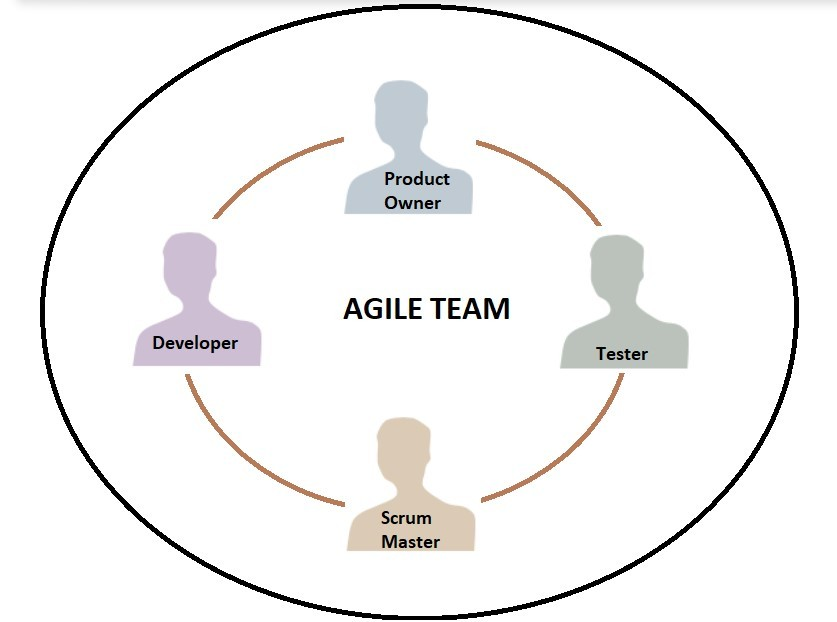 Product
Owner
Developer
AGILE TEAM
Tester
Scrum
Master